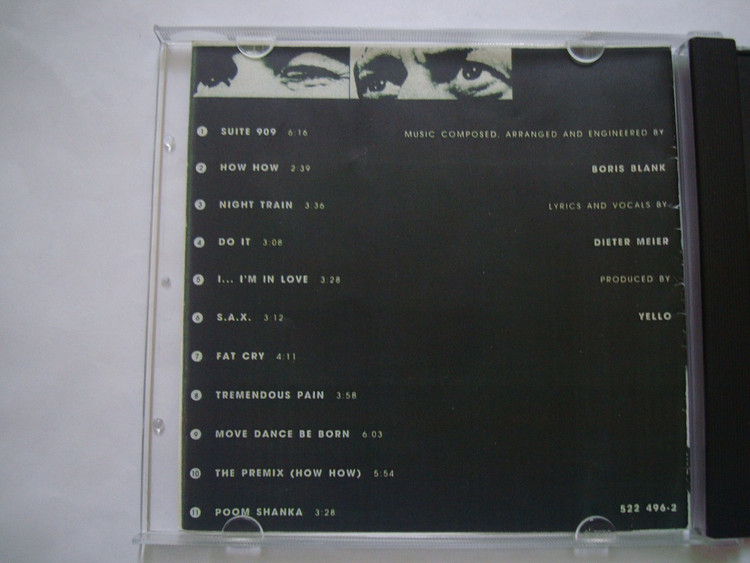 1 SUITE 909 6:16
MUSIC COMPOSED, ARRANGED AND ENGINEERED BY
2 HOW HOW 2:39
BORIS BLANK
3 NIGHT TRAIN 3:36
LYRICS AND VOCALS BY
4 DO IT 3:08
DIETER MEIER
5 I... I'M IN LOVE 3:28
PRODUCED BY
6 S.A.X. 3:12
YELLO
7 FAT CRY 4:11
8 TREMENDOUS PAIN 3:58
9 MOVE DANCE BE BORN 6:03
10 THE PREMIX (HOW HOW) 5:54
11 POOM SHANKA 3:28
522 496-2